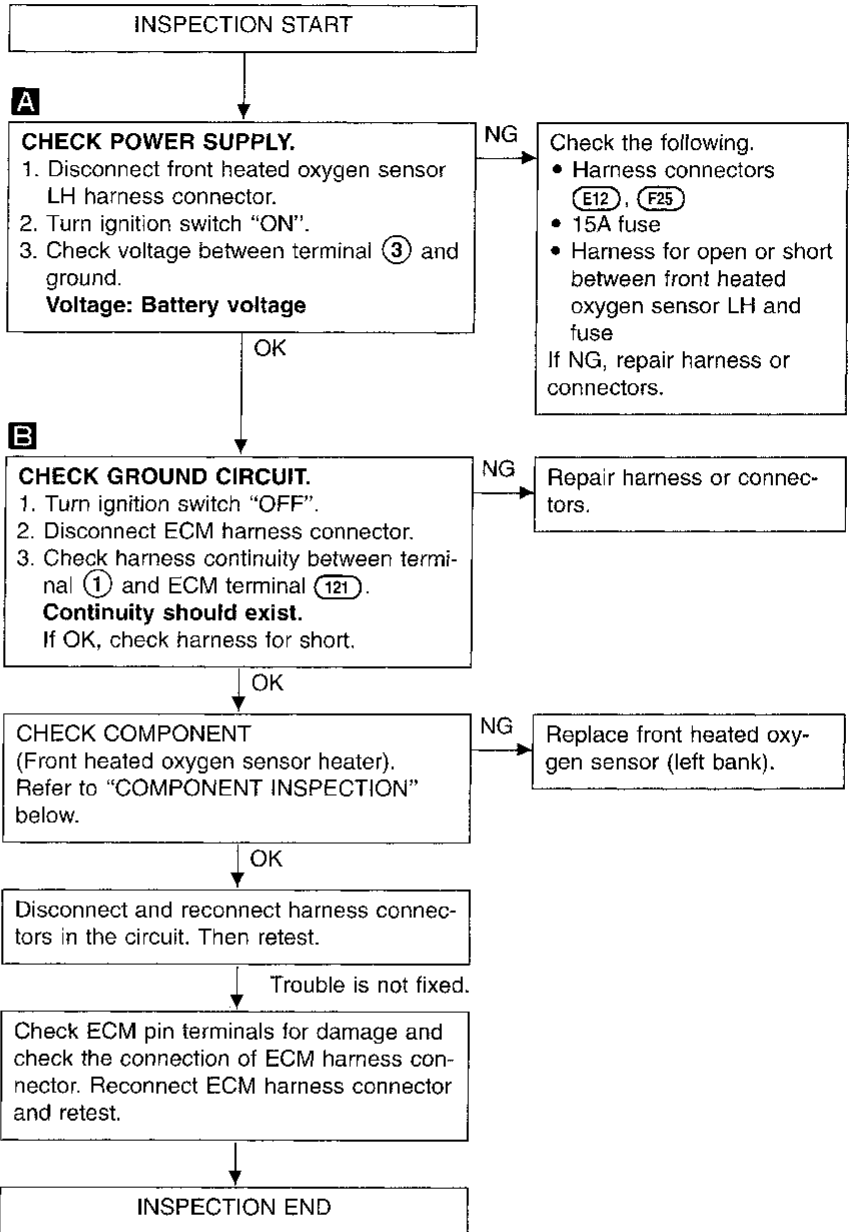 INSPECTION START
A
CHECK POWER SUPPLY.
1. Disconnect front heated oxygen sensor
LH harness connector.
2. Turn ignition switch “ON”.
3. Check voltage between terminal ③ and
ground.
Voltage: Battery voltage
NG
Check the following.
• Harness connectors
E12, F25
• 15A fuse
• Harness for open or short
between front heated
oxygen sensor LH and
fuse
If NG, repair harness or
connectors.
OK
B
CHECK GROUND CIRCUIT.
1. Turn ignition switch “OFF”.
2. Disconnect ECM harness connector.
3. Check harness continuity between termi-
nal ① and ECM terminal 121.
Continuity should exist.
If OK, check harness for short.
NG
Repair harness or connec-
tors.
OK
CHECK COMPONENT
(Front heated oxygen sensor heater).
Refer to “COMPONENT INSPECTION”
below.
NG
Replace front heated oxy-
gen sensor (left bank).
OK
Disconnect and reconnect harness connec-
tors in the circuit. Then retest.
Trouble is not fixed.
Check ECM pin terminals for damage and
check the connection of ECM harness con-
nector. Reconnect ECM harness connector
and retest.
INSPECTION END